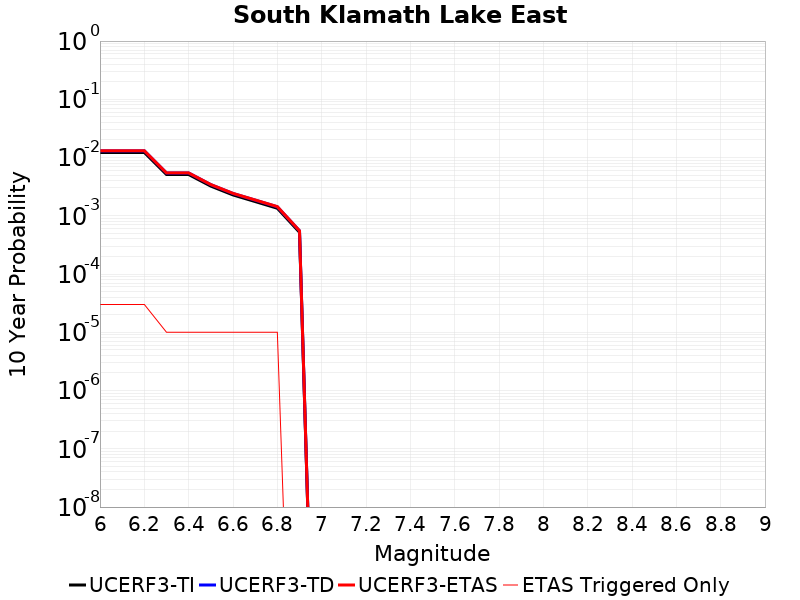 South Klamath Lake East
10 Year Probability
10^0
10^-1
10^-2
10^-3
10^-4
10^-5
10^-6
10^-7
10^-8
6 6.2 6.4 6.6 6.8 7 7.2 7.4 7.6 7.8 8 8.2 8.4 8.6 8.8 9
Magnitude
UCERF3-TI UCERF3-TD UCERF3-ETAS ETAS Triggered Only